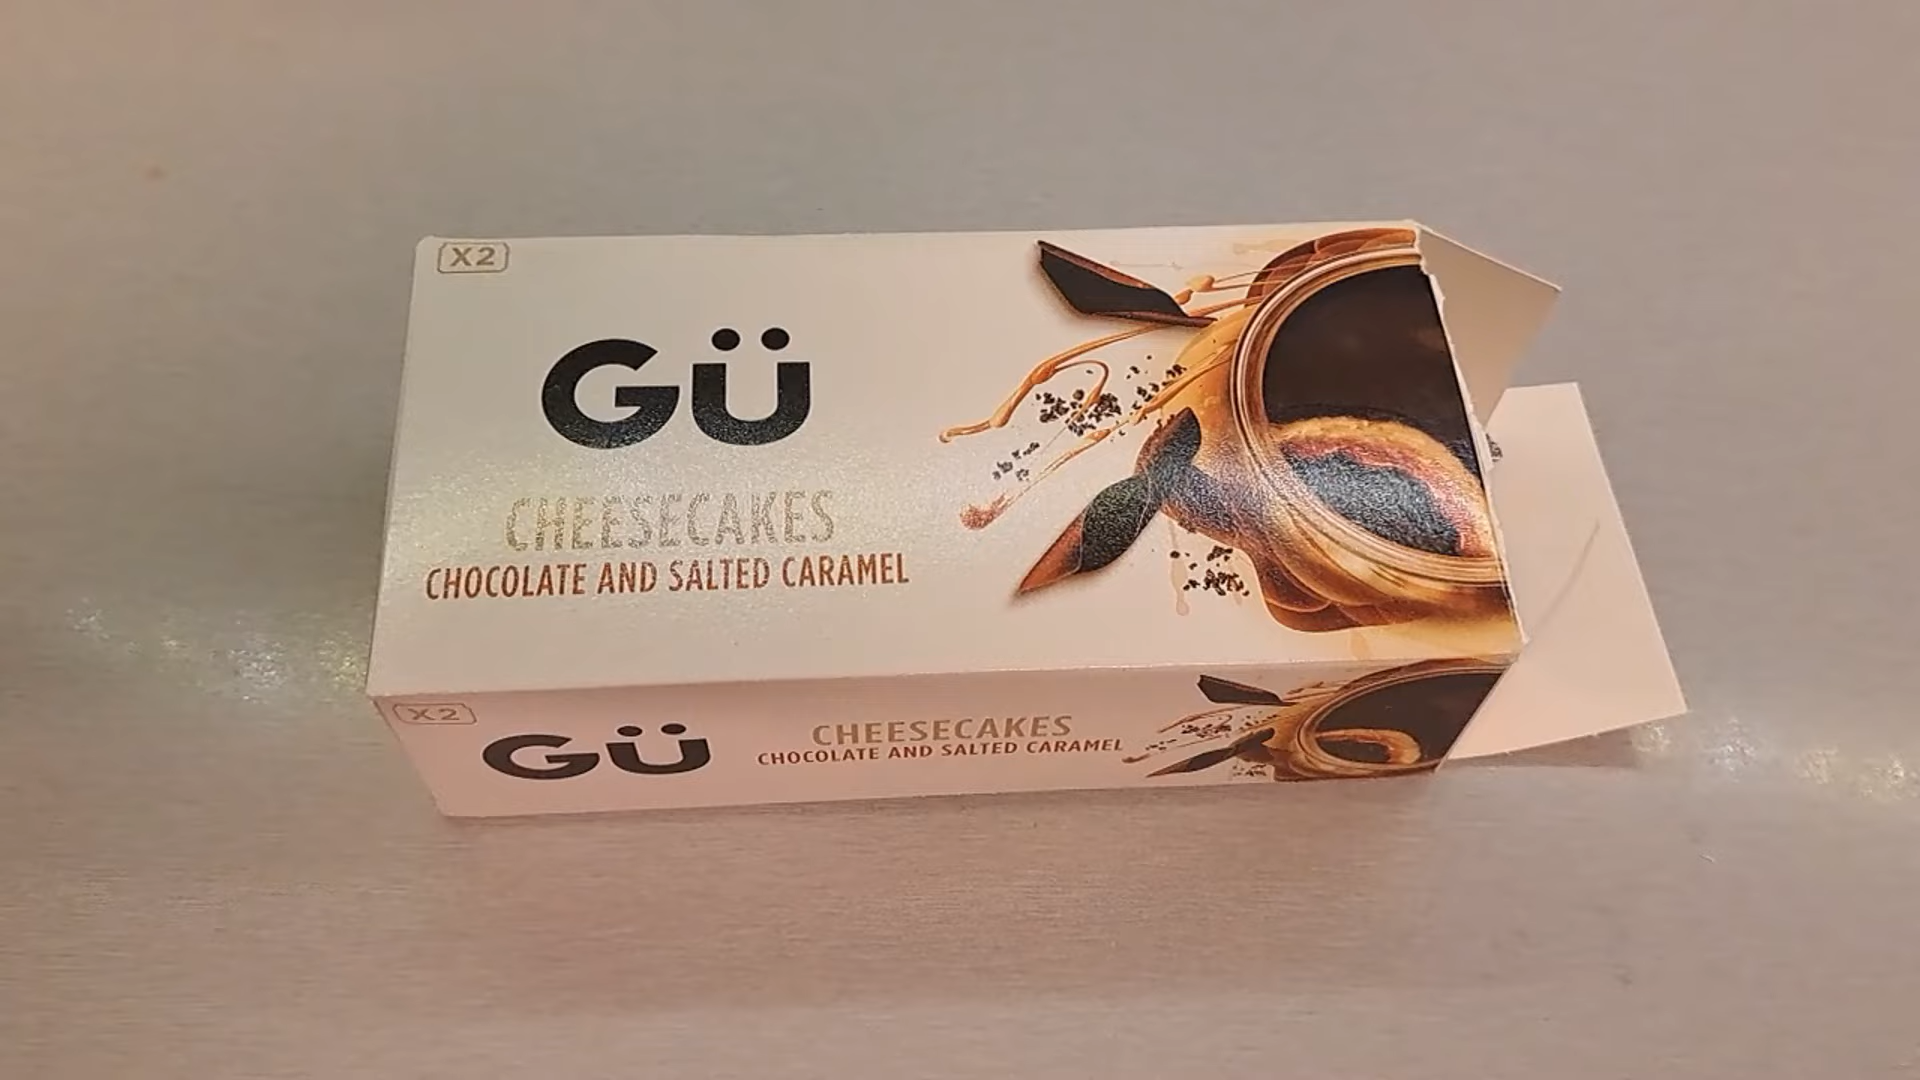 X2
Gü
CHEESECAKES
CHOCOLATE AND SALTED CARAMEL
X2
Gü
CHEESECAKES
CHOCOLATE AND SALTED CARAMEL